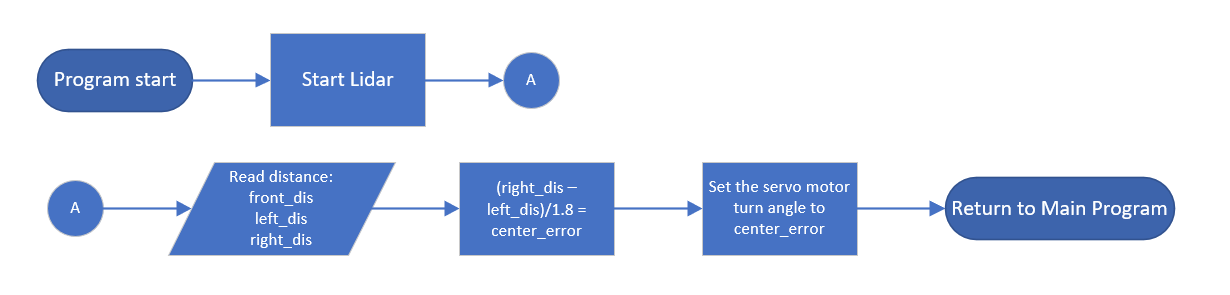 Program start
Start Lidar
A
A
Read distance:
front_dis
left_dis
right_dis
(right_dis –
left_dis)/1.8 =
center_error
Set the servo motor
turn angle to
center_error
Return to Main Program